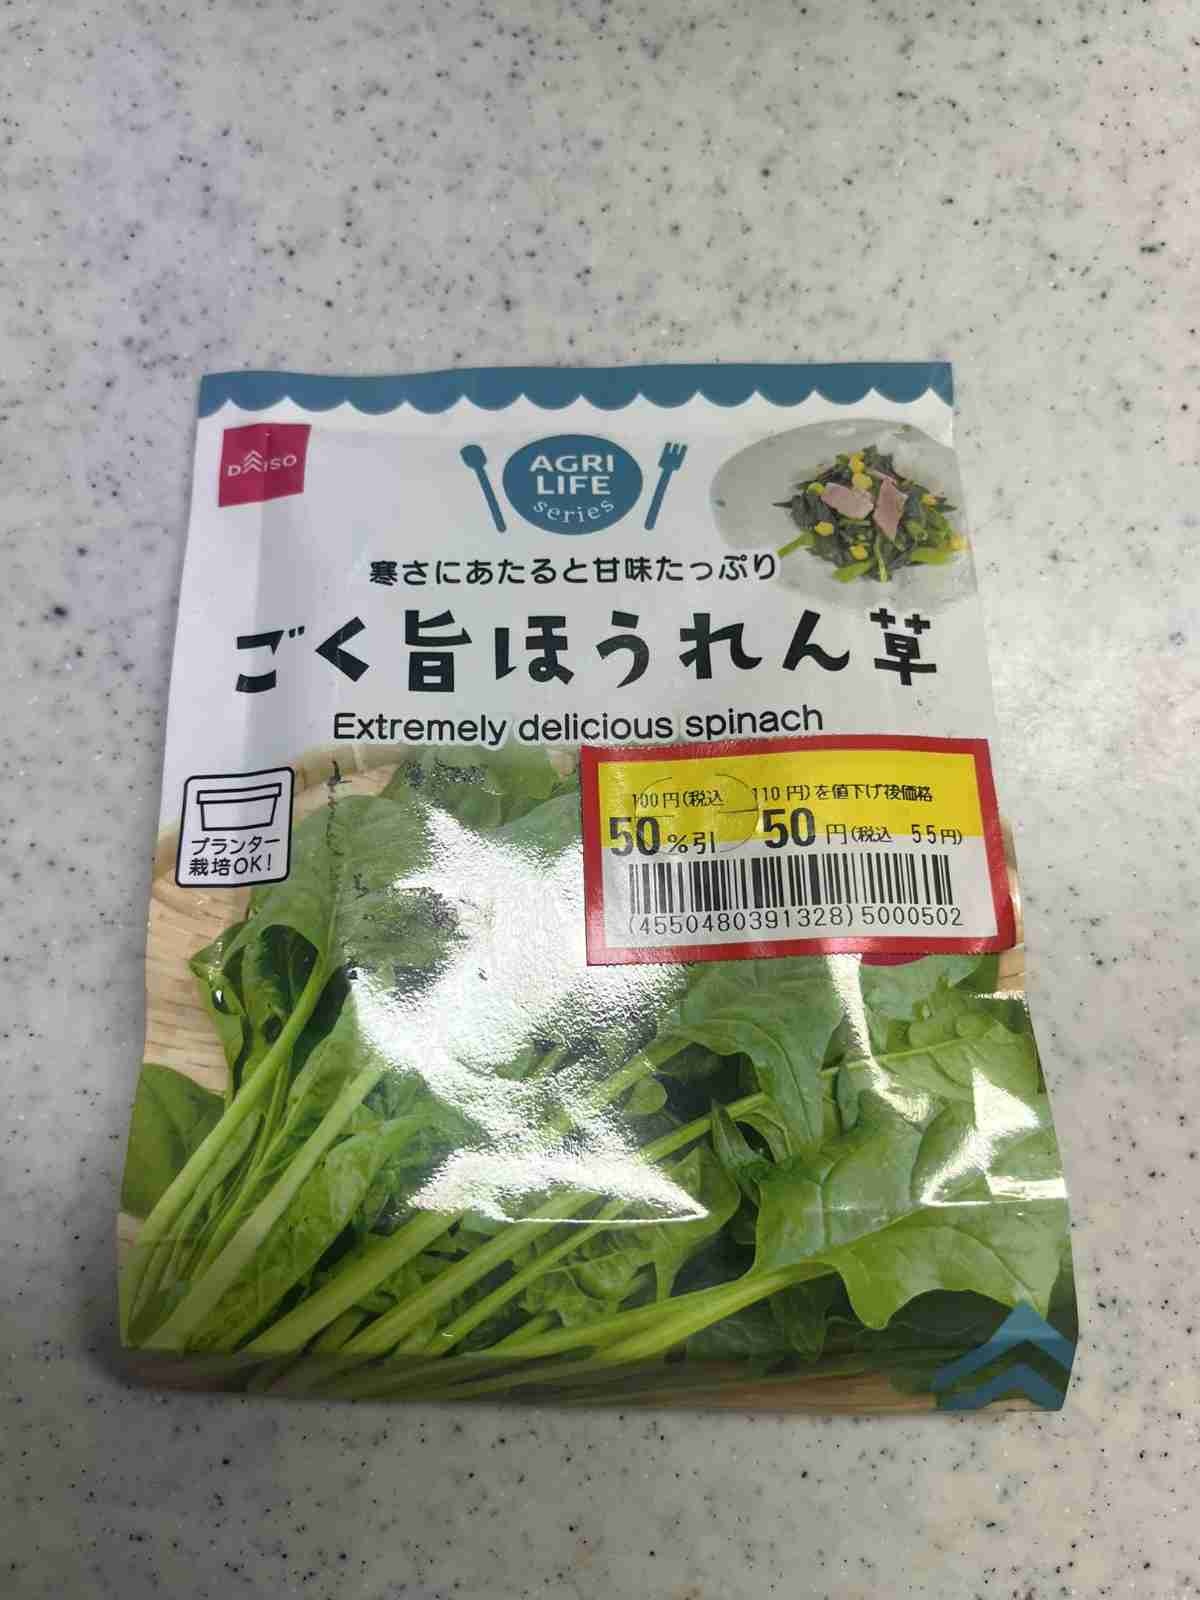 DAISO
AGRI
LIFE
series
寒さにあたると甘味たっぷり
ごく旨ほうれん草
Extremely delicious spinach
プランター
栽培OK!
100円(税込 110円)を値下げ後価格
50%引 50円(税込 55円)
(4550480391328)5000502